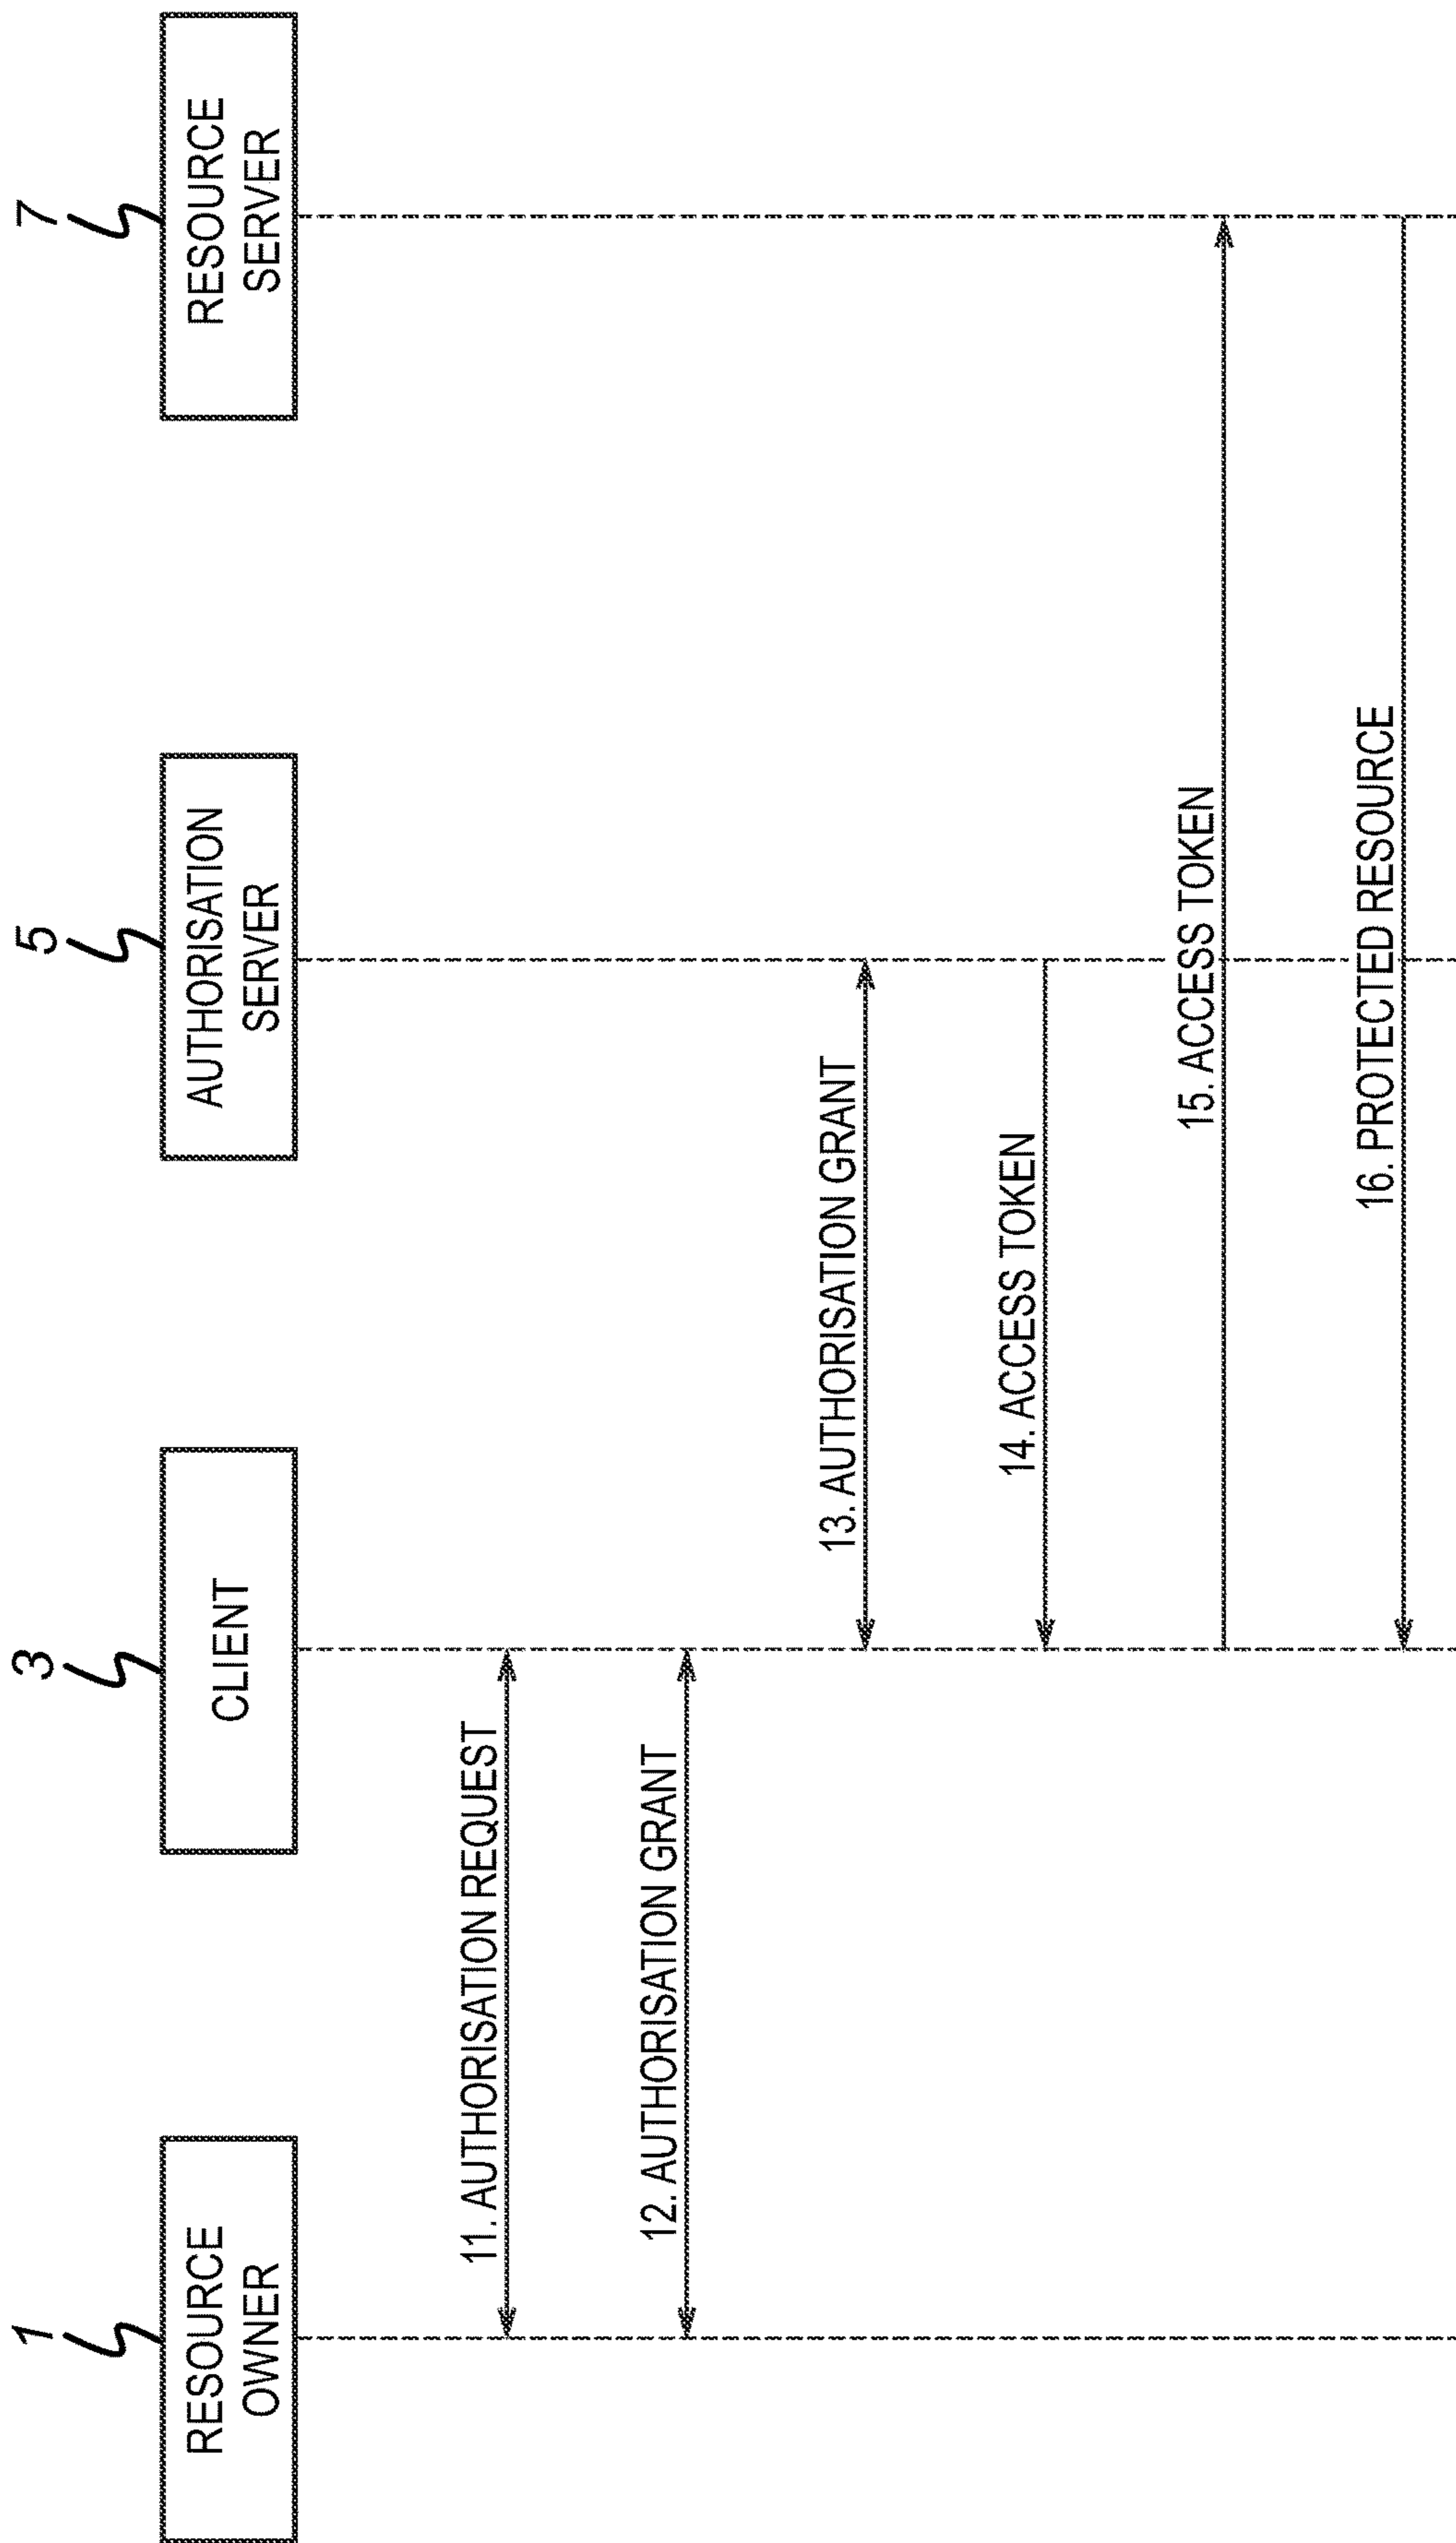 1
RESOURCE
OWNER
3
CLIENT
5
AUTHORISATION
SERVER
7
RESOURCE
SERVER
11. AUTHORISATION REQUEST
12. AUTHORISATION GRANT
13. AUTHORISATION GRANT
14. ACCESS TOKEN
15. ACCESS TOKEN
16. PROTECTED RESOURCE